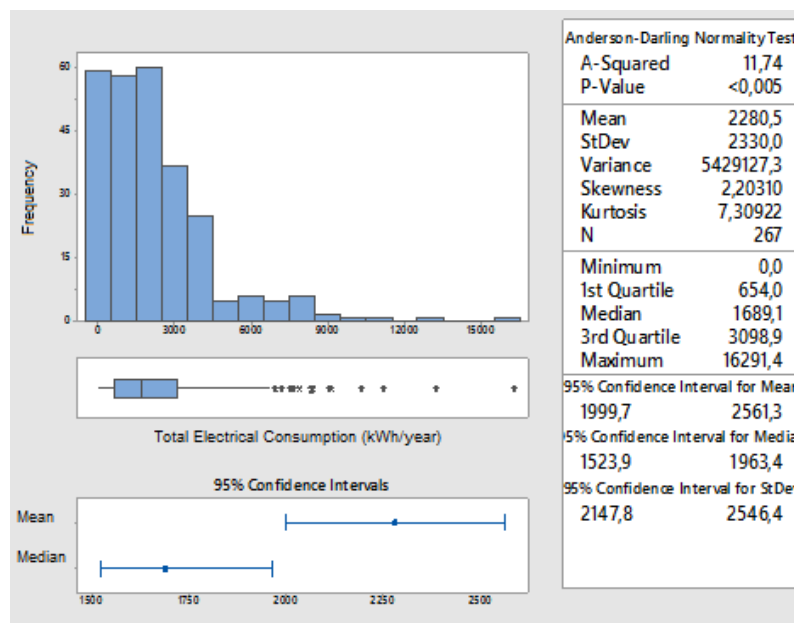 Frequency
60
45
30
15
0
0 3000 6000 9000 12000 15000
Total Electrical Consumption (kWh/year)
95% Confidence Intervals
Mean
Median
1500 1750 2000 2250 2500
Anderson-Darling Normality Test
A-Squared 11,74
P-Value <0,005
Mean 2280,5
StDev 2330,0
Variance 5429127,3
Skewness 2,20310
Kurtosis 7,30922
N 267
Minimum 0,0
1st Quartile 654,0
Median 1689,1
3rd Quartile 3098,9
Maximum 16291,4
95% Confidence Interval for Mean
1999,7 2561,3
5% Confidence Interval for Media
1523,9 1963,4
95% Confidence Interval for StDev
2147,8 2546,4